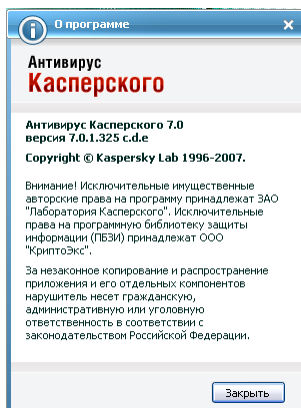 О программе
Антивирус
Касперского
Антивирус Касперского 7.0
версия 7.0.1.325 c.d.e
Copyright © Kaspersky Lab 1996-2007.
Внимание! Исключительные имущественные
авторские права на программу принадлежат ЗАО
"Лаборатория Касперского". Исключительные
права на программную библиотеку защиты
информации (ПБЗИ) принадлежат ООО
"КриптоЭкс".
За незаконное копирование и распространение
приложения и его отдельных компонентов
нарушитель несет гражданскую,
административную или уголовную
ответственность в соответствии с
законодательством Российской Федерации.
Закрыть